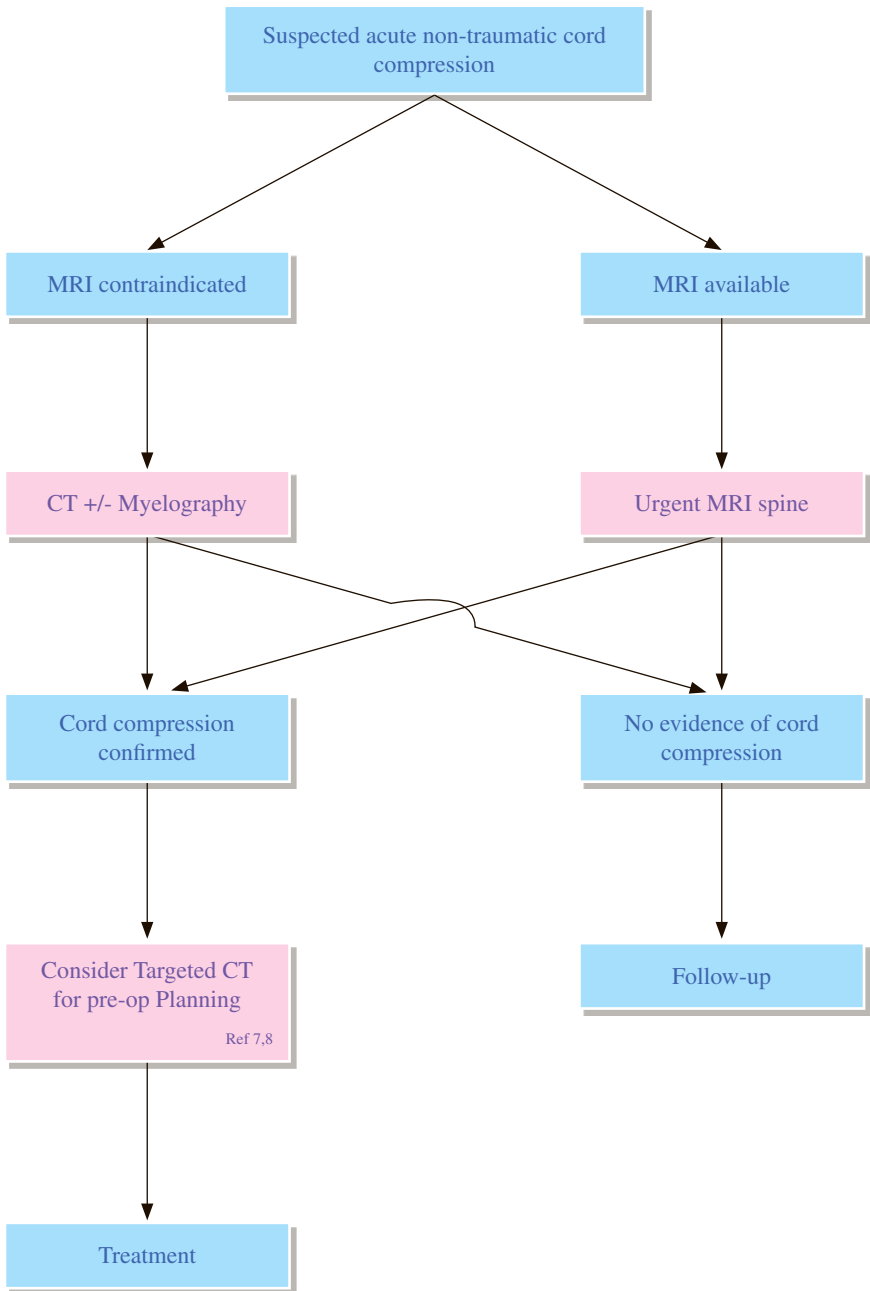 Suspected acute non-traumatic cord
compression
MRI contraindicated
MRI available
CT +/- Myelography
Urgent MRI spine
Cord compression
confirmed
No evidence of cord
compression
Consider Targeted CT
for pre-op Planning
Ref 7,8
Follow-up
Treatment